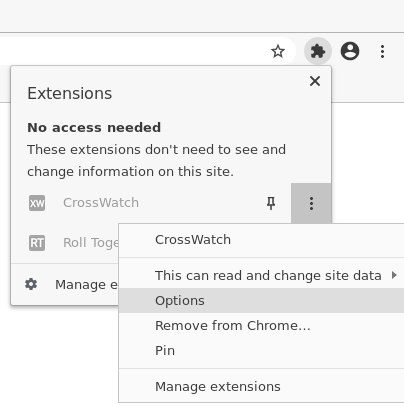 Extensions
No access needed
These extensions don't need to see and
change information on this site.
XW CrossWatch
RT Roll Toge
Manage e
CrossWatch
This can read and change site data
Options
Remove from Chrome...
Pin
Manage extensions